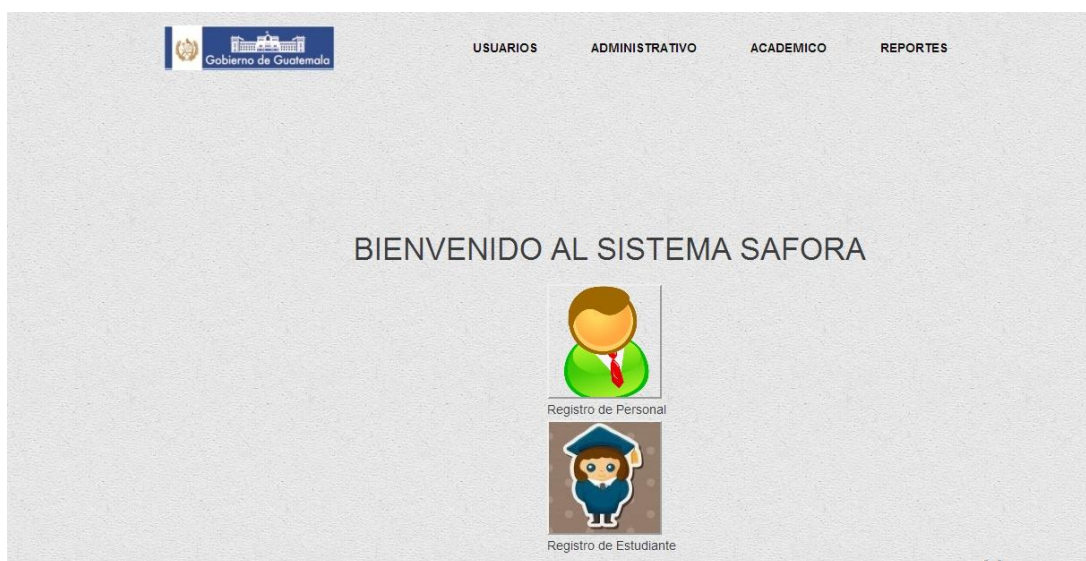 Gobierno de Guatemala
USUARIOS ADMINISTRATIVO ACADEMICO REPORTES
BIENVENIDO AL SISTEMA SAFORA
Registro de Personal
Registro de Estudiante